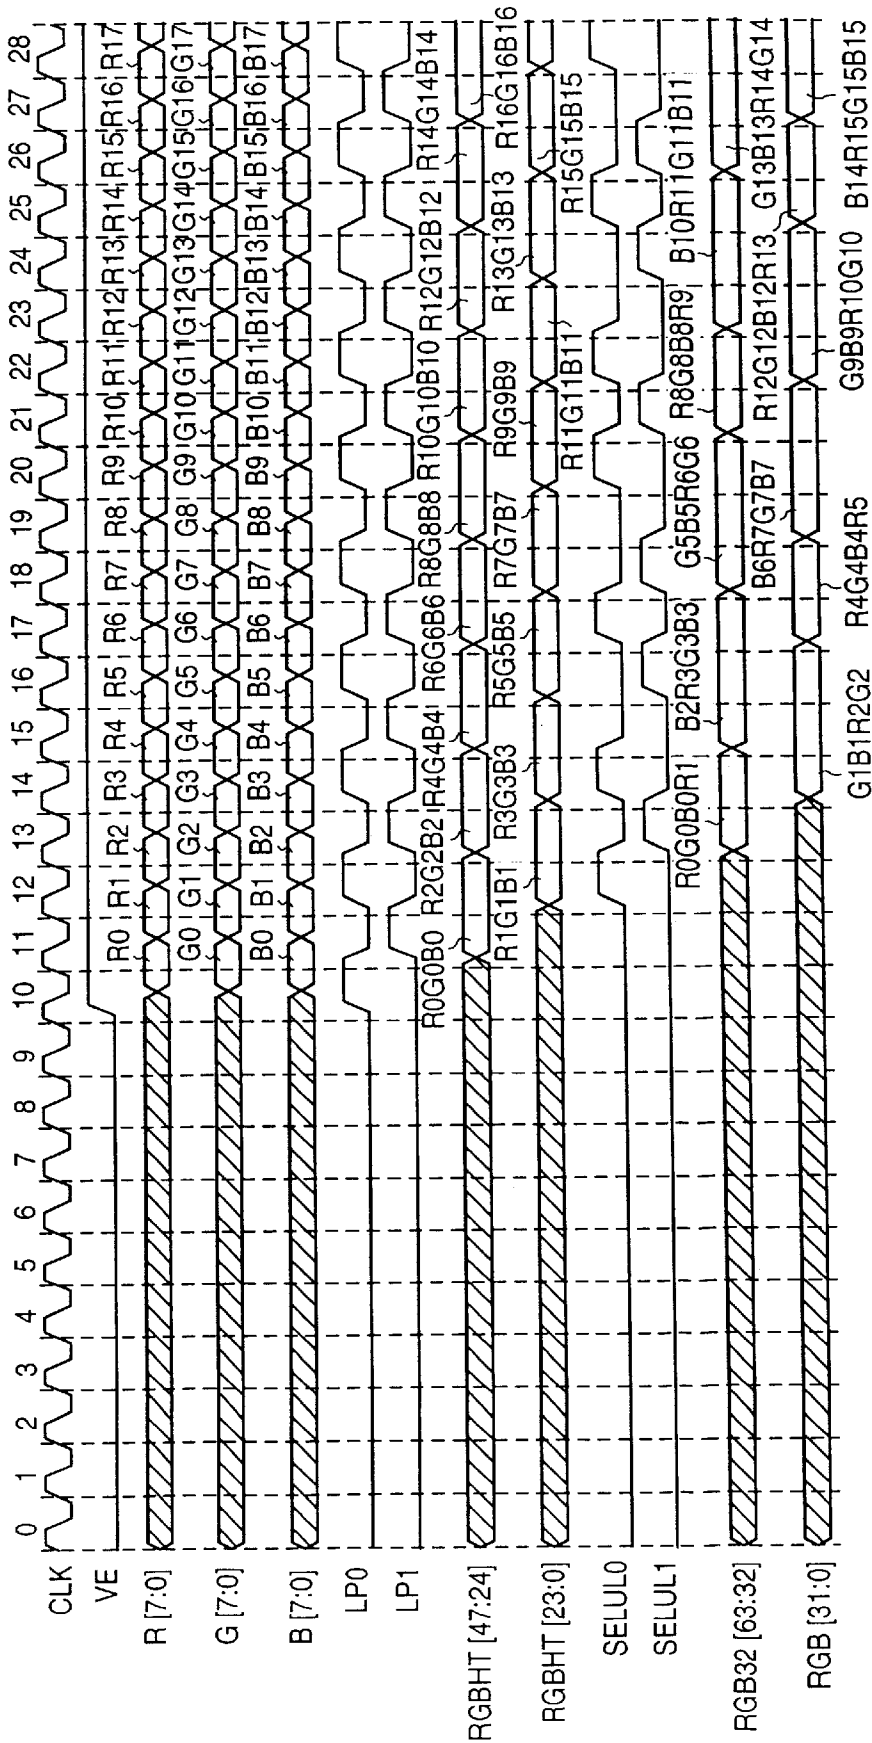 0 1 2 3 4 5 6 7 8 9 10 11 12 13 14 15 16 17 18 19 20 21 22 23 24 25 26 27 28
CLK
VE
R0 R1 R2 R3 R4 R5 R6 R7 R8 R9 R10 R11 R12 R13 R14 R15 R16 R17
R [7:0]
G0 G1 G2 G3 G4 G5 G6 G7 G8 G9 G10 G11 G12 G13 G14 G15 G16 G17
G [7:0]
B0 B1 B2 B3 B4 B5 B6 B7 B8 B9 B10 B11 B12 B13 B14 B15 B16 B17
B [7:0]
LP0
LP1
R0G0B0 R2G2B2 R4G4B4 R6G6B6 R8G8B8 R10G10B10 R12G12B12 R14G14B14
RGBHT [47:24]
R16G16B16
R1G1B1 R3G3B3 R5G5B5 R7G7B7 R9G9B9 R13G13B13
RGBHT [23:0]
R11G11B11 R15G15B15
SELUL0
SELUL1
R0G0B0R1 B2R3G3B3 G5B5R6G6 R8G8B8R9 B10R11G11B11
RGB32 [63:32]
G13B13R14G14
B6R7G7B7 R12G12B12R13
RGB [31:0]
G1B1R2G2 R4G4B4R5 G9B9R10G10 B14R15G15B15